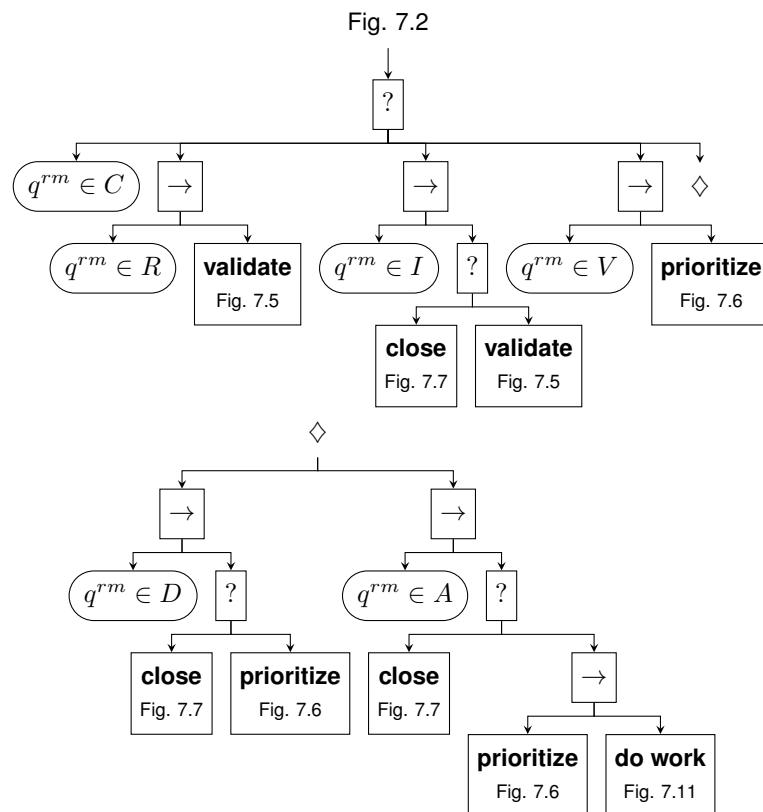 Fig. 7.2
?
q^{rm} ∈ C → → → ♢
q^{rm} ∈ R validate Fig. 7.5 q^{rm} ∈ I ? q^{rm} ∈ V prioritize Fig. 7.6
close validate
Fig. 7.7 Fig. 7.5
♢
→ →
q^{rm} ∈ D ? q^{rm} ∈ A ?
close prioritize close →
Fig. 7.7 Fig. 7.6 Fig. 7.7
prioritize do work
Fig. 7.6 Fig. 7.11